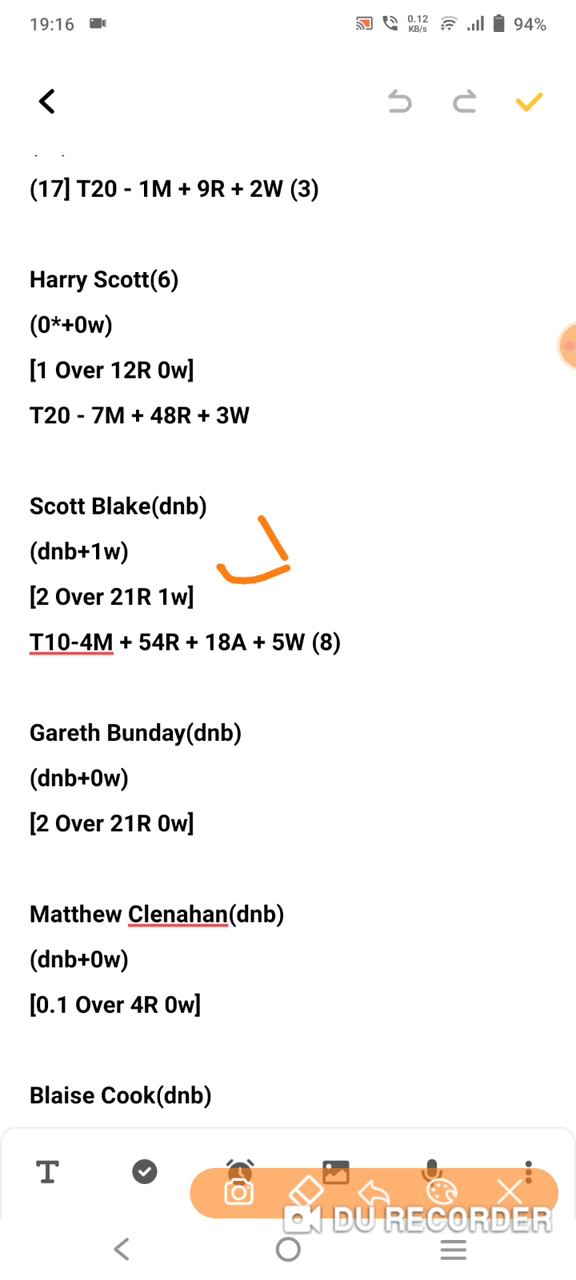 19:16
0.12
KB/s
94%
(17] T20 - 1M + 9R + 2W (3)
Harry Scott(6)
(0*+0w)
[1 Over 12R 0w]
T20 - 7M + 48R + 3W
Scott Blake(dnb)
(dnb+1w)
[2 Over 21R 1w]
T10-4M + 54R + 18A + 5W (8)
Gareth Bunday(dnb)
(dnb+0w)
[2 Over 21R 0w]
Matthew Clenahan(dnb)
(dnb+0w)
[0.1 Over 4R 0w]
Blaise Cook(dnb)
T
DU RECORDER